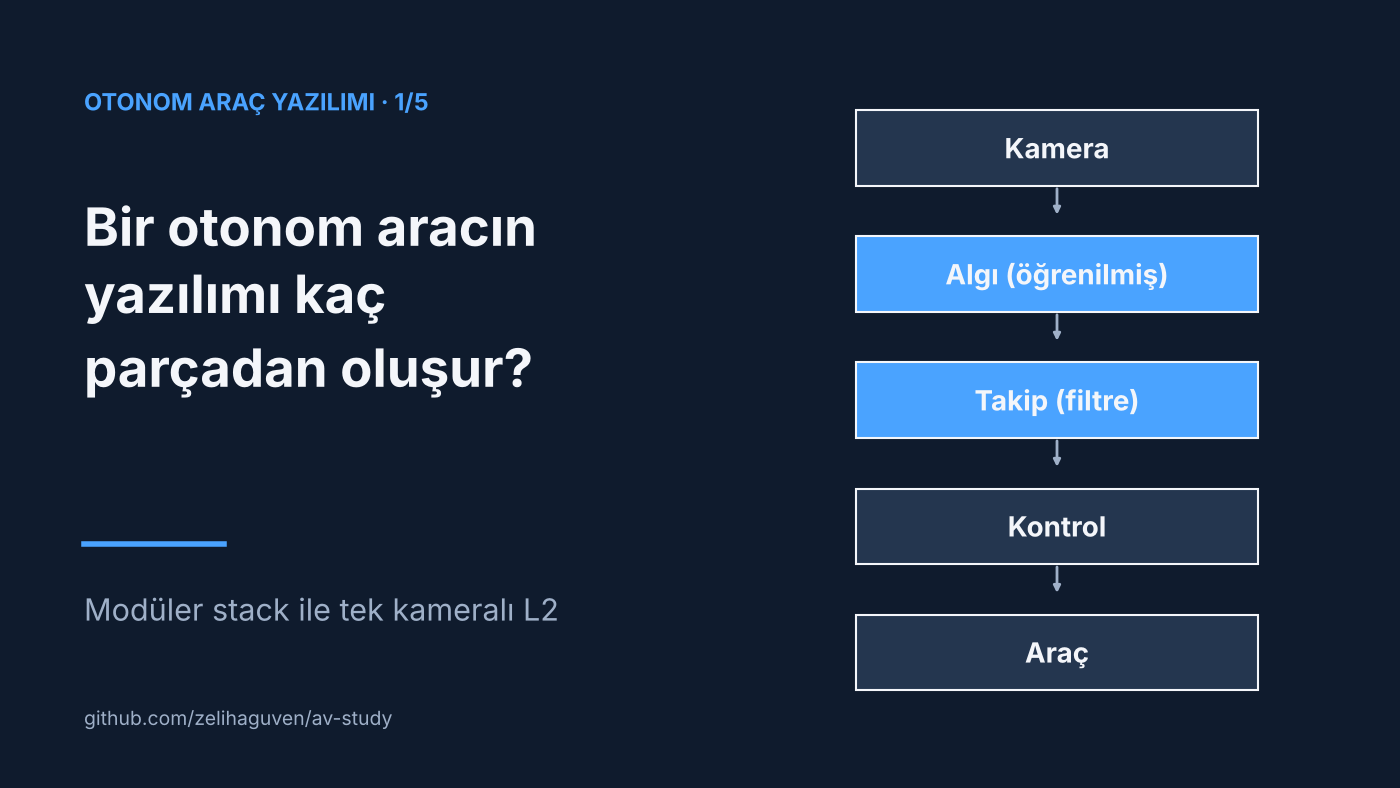 OTONOM ARAÇ YAZILIMI · 1/5
Bir otonom aracın
yazılımı kaç
parçadan oluşur?
Modüler stack ile tek kameralı L2
github.com/zelihaguven/av-study
Kamera
Algı (öğrenilmiş)
Takip (filtre)
Kontrol
Araç